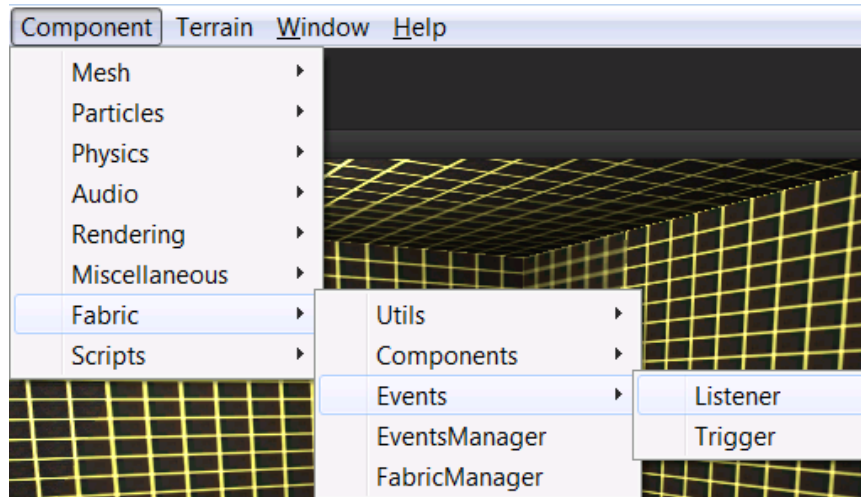 Component Terrain Window Help
Mesh
Particles
Physics
Audio
Rendering
Miscellaneous
Fabric
Scripts
Utils
Components
Events
EventsManager
FabricManager
Listener
Trigger